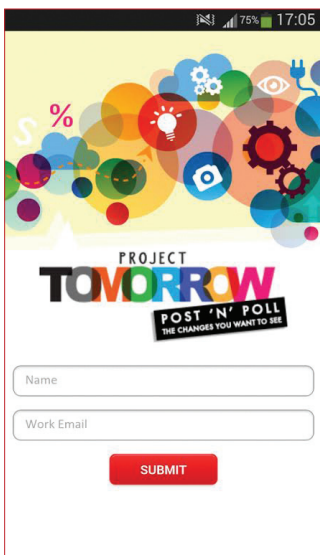 75% 17:05
%
S
PROJECT
TOMORROW
POST 'N' POLL
THE CHANGES YOU WANT TO SEE
Name
Work Email
SUBMIT